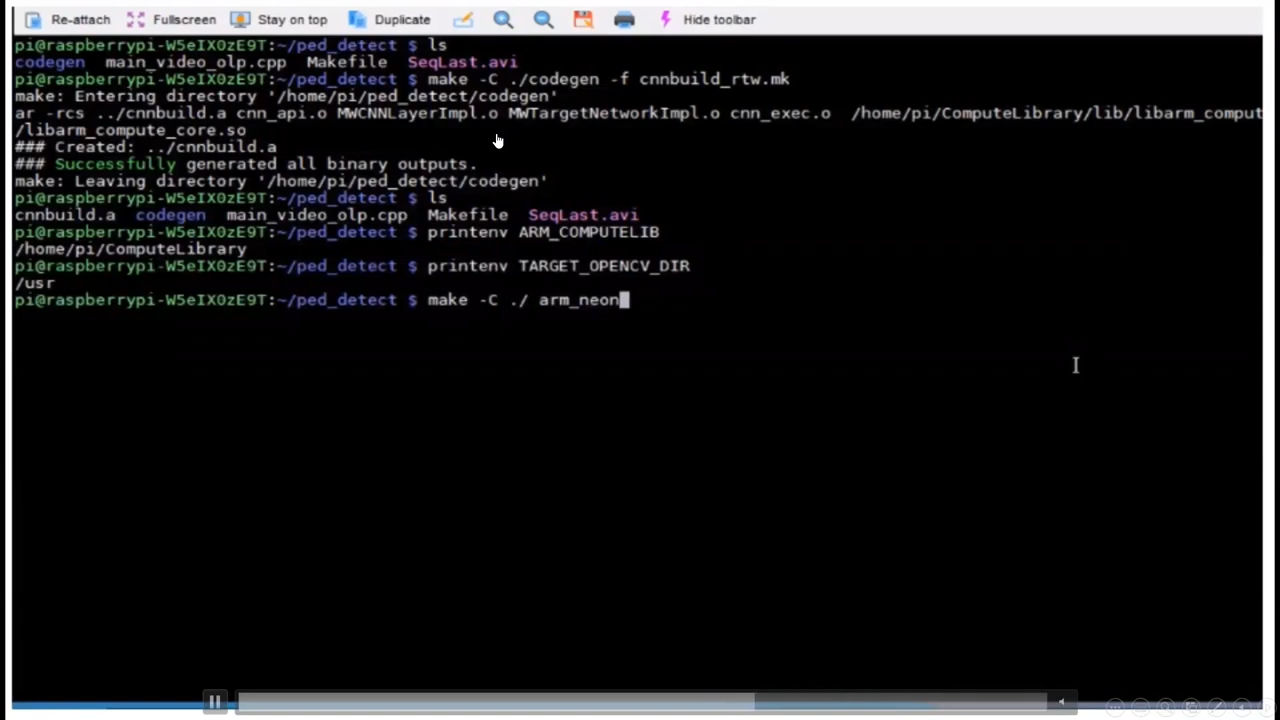 Re-attach Fullscreen Stay on top Duplicate Hide toolbar
pi@raspberrypi-W5eIX0zE9T:~/ped_detect $ ls
codegen main_video_olp.cpp Makefile SeqLast.avi
pi@raspberrypi-W5eIX0zE9T:~/ped_detect $ make -C ./codegen -f cnnbuild_rtw.mk
make: Entering directory '/home/pi/ped_detect/codegen'
ar -rcs ../cnnbuild.a cnn_api.o MWCNNLayerImpl.o MWTargetNetworkImpl.o cnn_exec.o /home/pi/ComputeLibrary/lib/libarm_comput
/libarm_compute_core.so
### Created: ../cnnbuild.a
### Successfully generated all binary outputs.
make: Leaving directory '/home/pi/ped_detect/codegen'
pi@raspberrypi-W5eIX0zE9T:~/ped_detect $ ls
cnnbuild.a codegen main_video_olp.cpp Makefile SeqLast.avi
pi@raspberrypi-W5eIX0zE9T:~/ped_detect $ printenv ARM_COMPUTELIB
/home/pi/ComputeLibrary
pi@raspberrypi-W5eIX0zE9T:~/ped_detect $ printenv TARGET_OPENCV_DIR
/usr
pi@raspberrypi-W5eIX0zE9T:~/ped_detect $ make -C ./ arm_neon